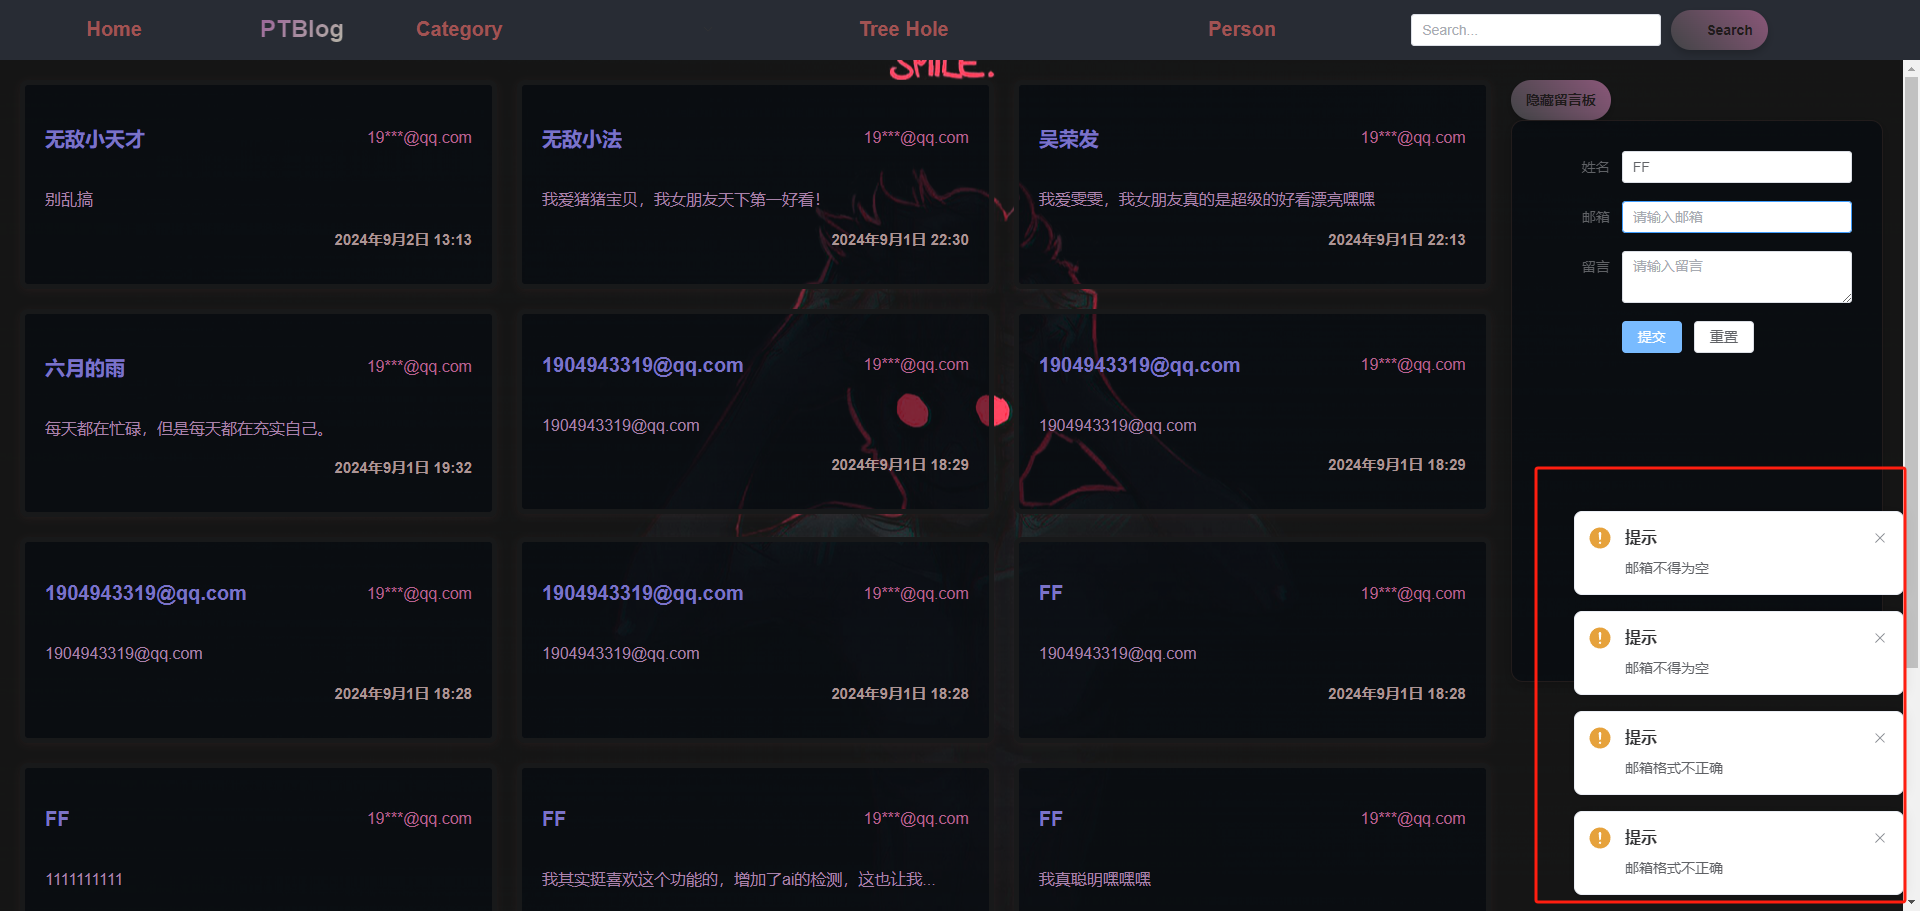 Home PTBlog Category Tree Hole Person Search... Search
SMILE.
无敌小天才 19***@qq.com
别乱搞
2024年9月2日 13:13
无敌小法 19***@qq.com
我爱猪猪宝贝，我女朋友天下第一好看！
2024年9月1日 22:30
吴荣发 19***@qq.com
我爱雯雯，我女朋友真的是超级的好看漂亮嘿嘿
2024年9月1日 22:13
六月的雨 19***@qq.com
每天都在忙碌，但是每天都在充实自己。
2024年9月1日 19:32
1904943319@qq.com 19***@qq.com
1904943319@qq.com
2024年9月1日 18:29
1904943319@qq.com 19***@qq.com
1904943319@qq.com
2024年9月1日 18:29
1904943319@qq.com 19***@qq.com
1904943319@qq.com
2024年9月1日 18:28
1904943319@qq.com 19***@qq.com
1904943319@qq.com
2024年9月1日 18:28
FF 19***@qq.com
1904943319@qq.com
2024年9月1日 18:28
FF 19***@qq.com
1111111111
FF 19***@qq.com
我其实挺喜欢这个功能的，增加了ai的检测，这也让我...
FF 19***@qq.com
我真聪明嘿嘿嘿
隐藏留言板
姓名 FF
邮箱 请输入邮箱
留言 请输入留言
提交 重置
提示
邮箱不得为空
提示
邮箱不得为空
提示
邮箱格式不正确
提示
邮箱格式不正确